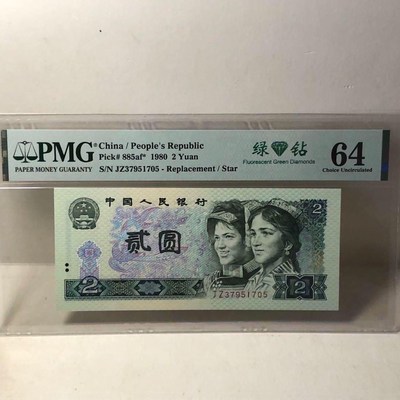 PMG
PAPER MONEY GUARANTY
China / People's Republic
Pick# 885af* 1980 2 Yuan
S/N JZ37951705 - Replacement / Star
绿钻
Fluorescent Green Diamonds
64
Choice Uncirculated
中国人民银行
贰圆
2
2
2
JZ37951705